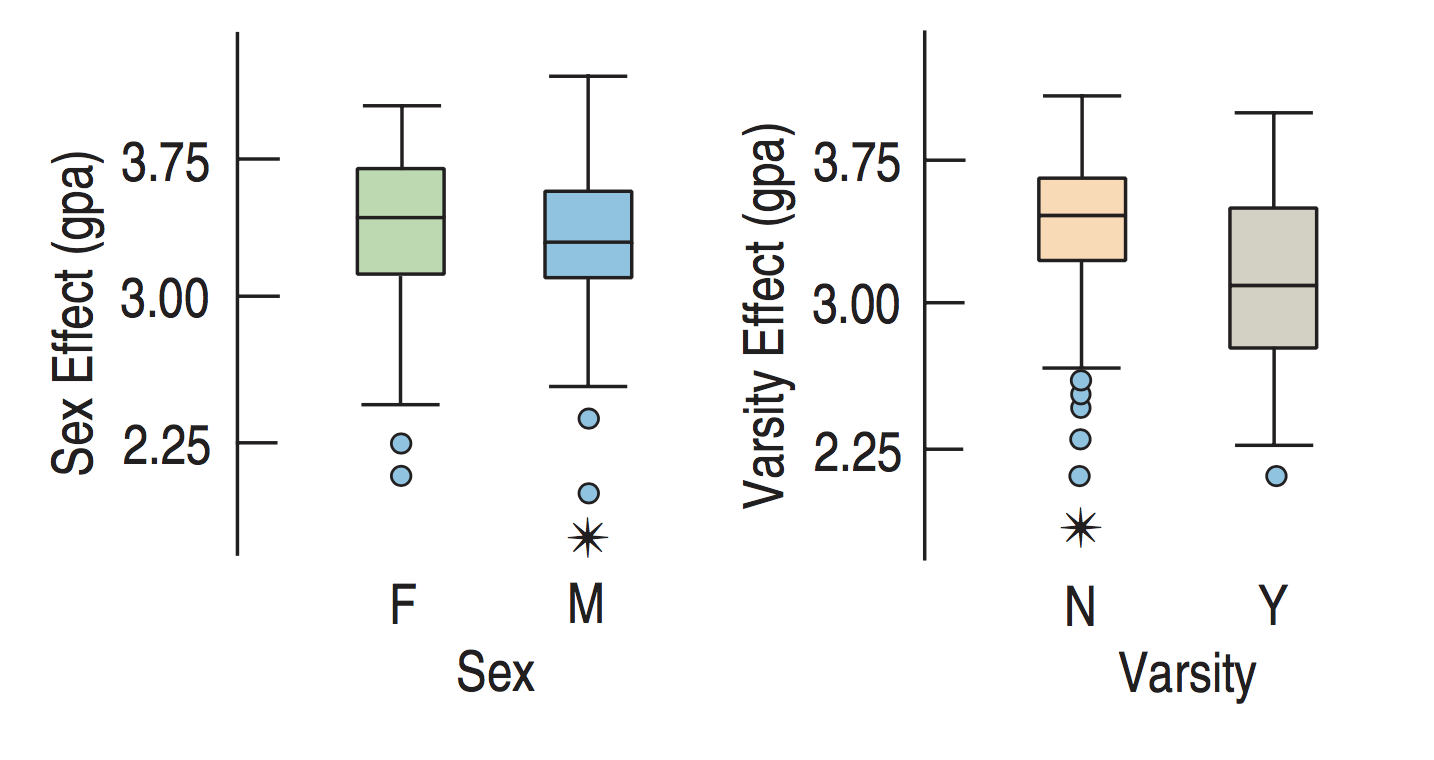 Sex Effect (gpa)
3.75
3.00
2.25
F M
Sex
Varsity Effect (gpa)
3.75
3.00
2.25
N Y
Varsity